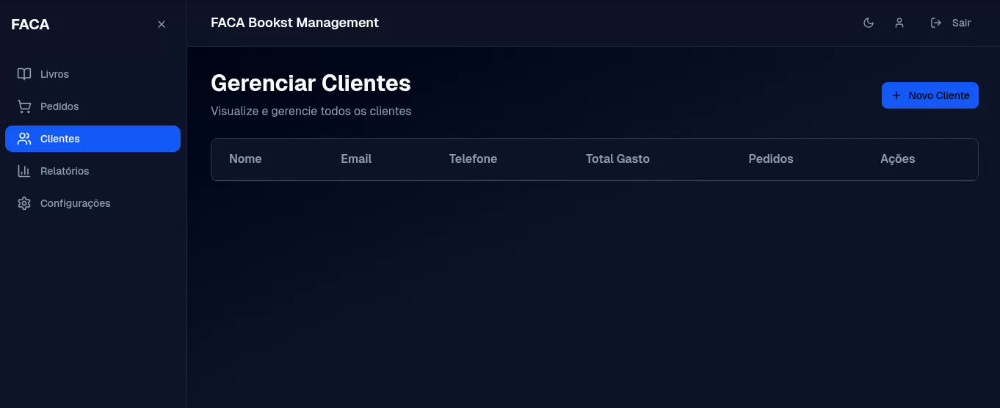 FACA
FACA Bookst Management
Sair
Livros
Pedidos
Clientes
Relatórios
Configurações
Gerenciar Clientes
Visualize e gerencie todos os clientes
Novo Cliente
Nome Email Telefone Total Gasto Pedidos Ações